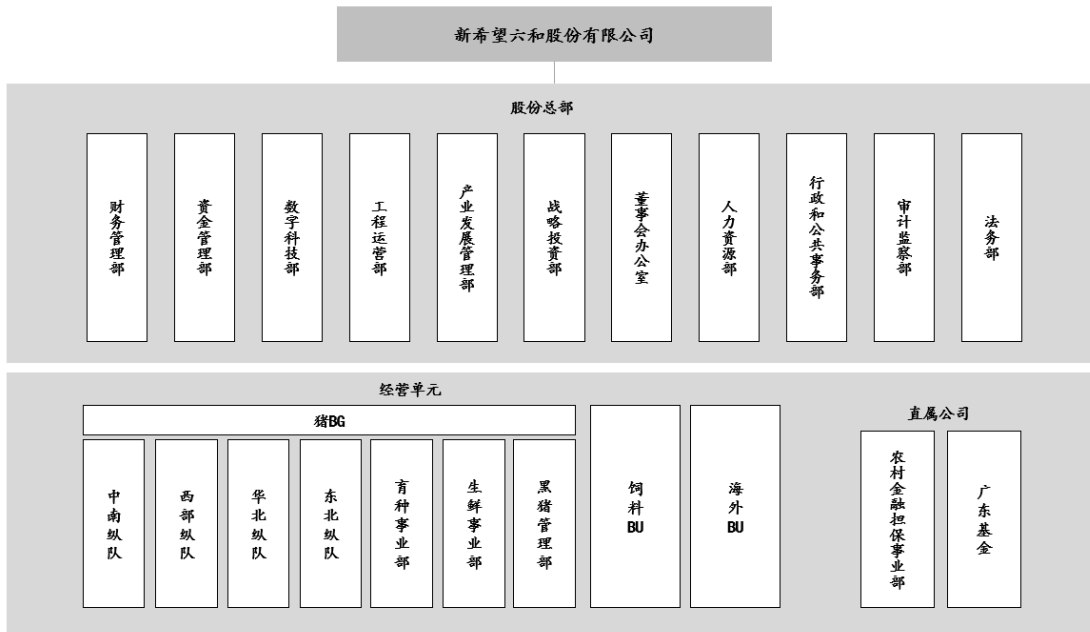 新希望六和股份有限公司
股份总部
财务管理部
资金管理部
数字科技部
工程运营部
产业发展管理部
战略投资部
董事会办公室
人力资源部
行政和公共事务部
审计监察部
法务部
经营单元
猪BG
中南纵队
西部纵队
华北纵队
东北纵队
育种事业部
生鲜事业部
黑猪管理部
饲料BU
海外BU
直属公司
农村金融担保事业部
广东基金